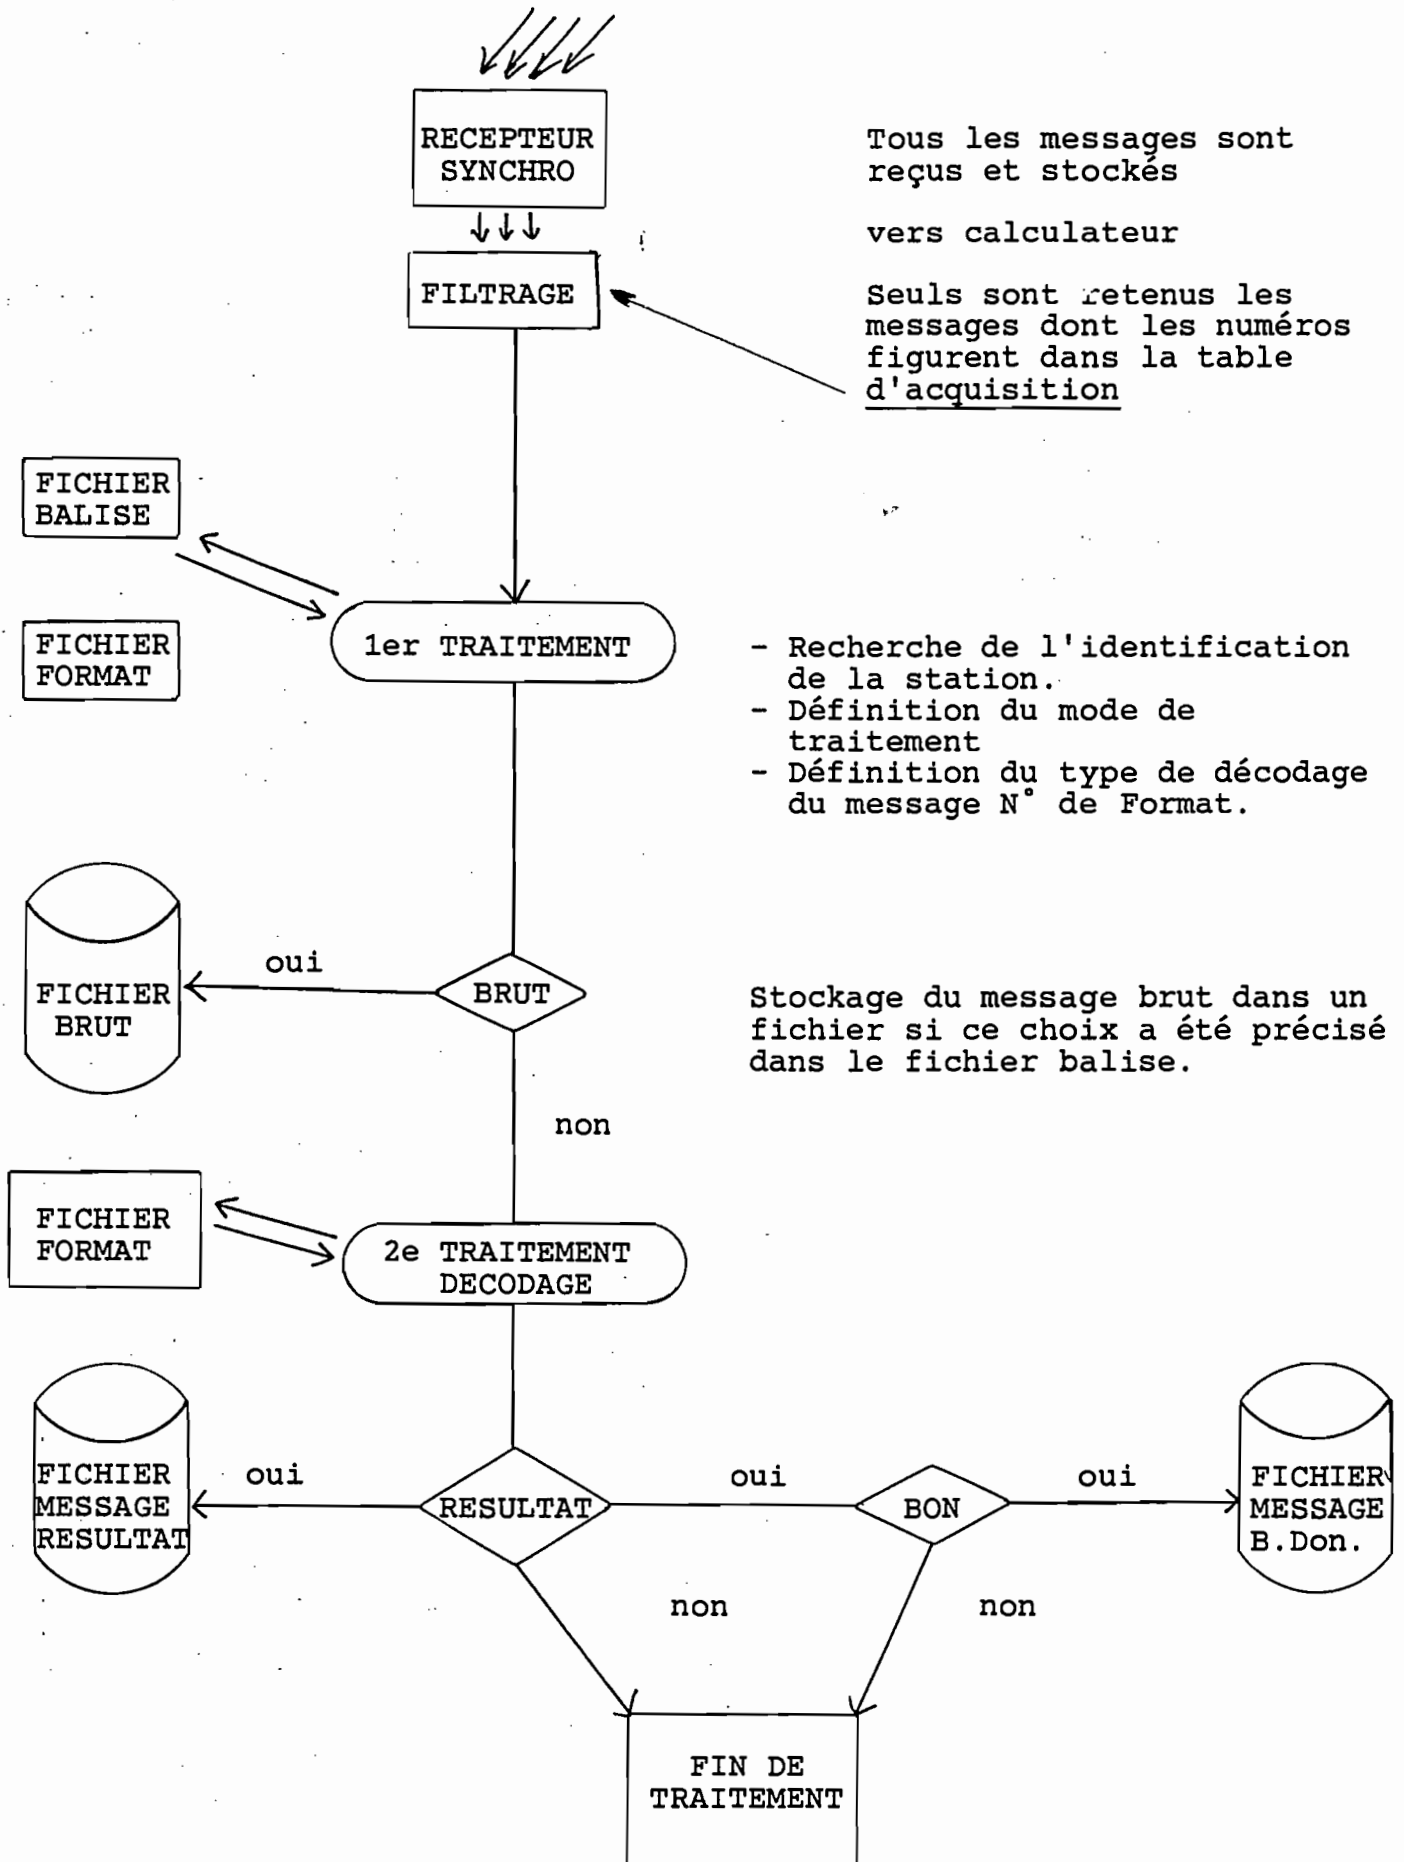 RECEPTEUR
SYNCHRO
Tous les messages sont
reçus et stockés
vers calculateur
FILTRAGE
Seuls sont retenus les
messages dont les numéros
figurent dans la table
d'acquisition
FICHIER
BALISE
FICHIER
FORMAT
1er TRAITEMENT
- Recherche de l'identification
de la station.
- Définition du mode de
traitement
- Définition du type de décodage
du message N° de Format.
oui
FICHIER
BRUT
BRUT
Stockage du message brut dans un
fichier si ce choix a été précisé
dans le fichier balise.
non
FICHIER
FORMAT
2e TRAITEMENT
DECODAGE
FICHIER
MESSAGE
RESULTAT
oui
RESULTAT
oui
BON
oui
FICHIER
MESSAGE
B.Don.
non
non
FIN DE
TRAITEMENT